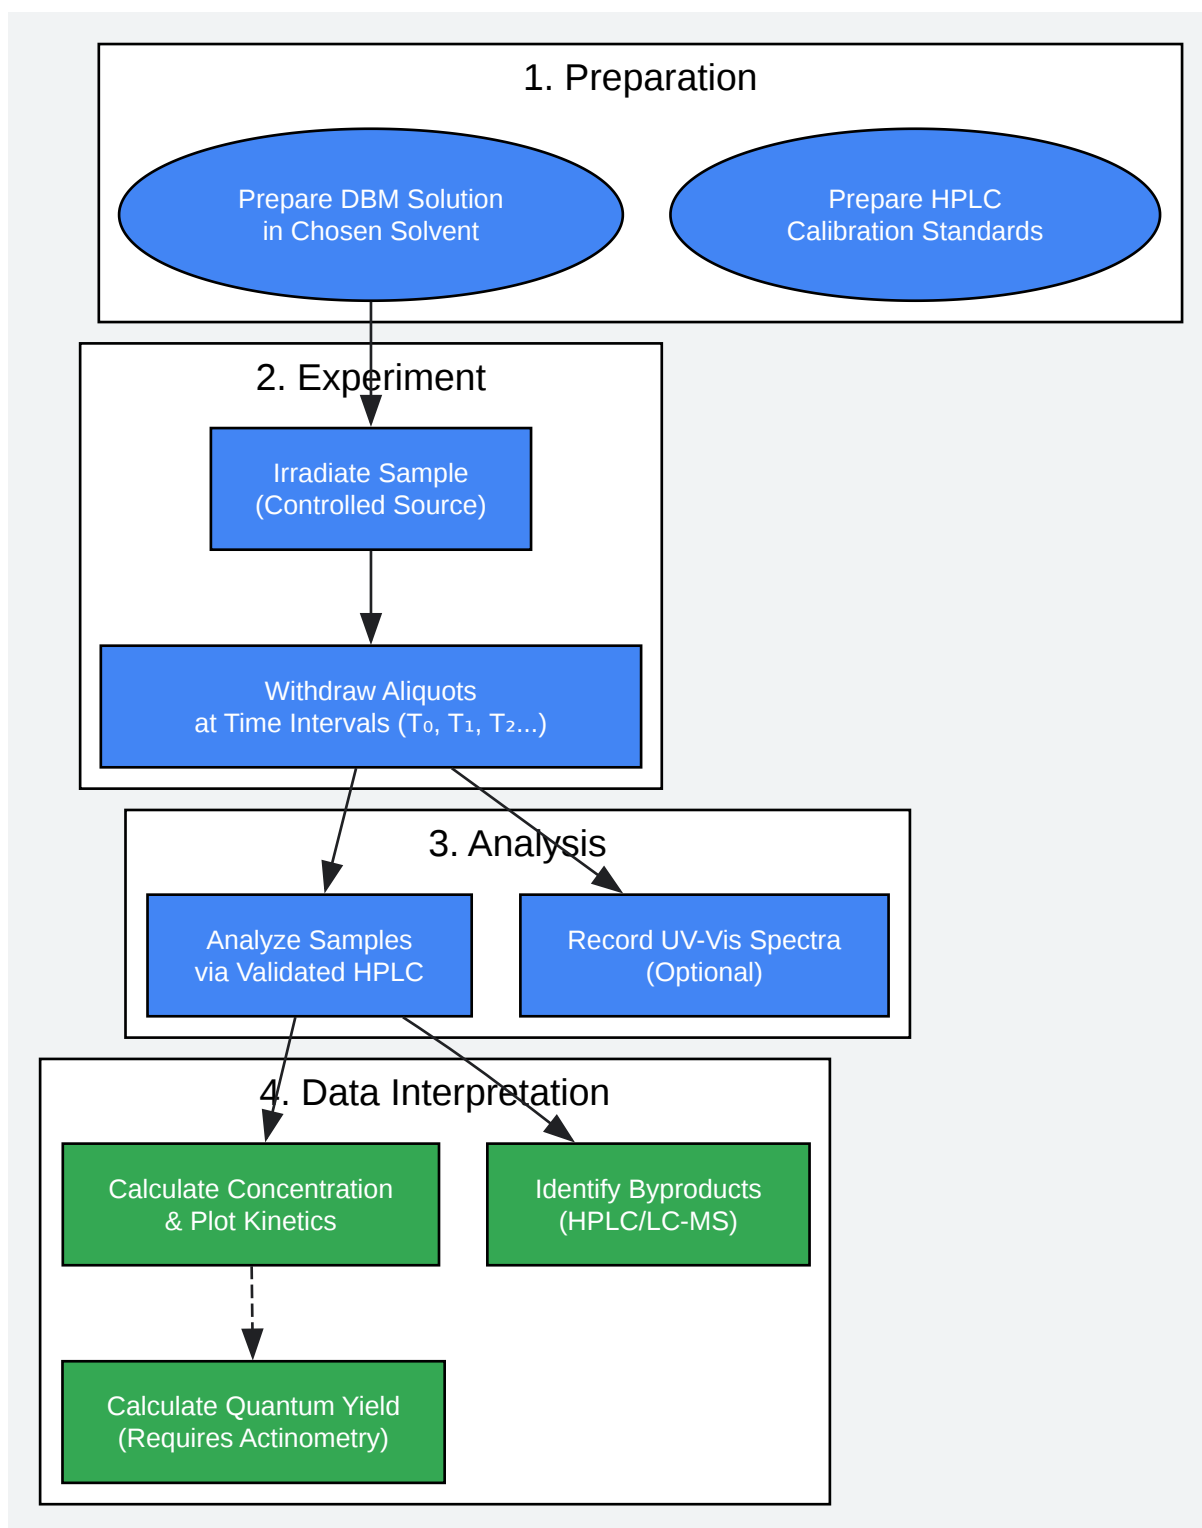 1. Preparation
Prepare DBM Solution
in Chosen Solvent
Prepare HPLC
Calibration Standards
2. Experiment
Irradiate Sample
(Controlled Source)
Withdraw Aliquots
at Time Intervals (T₀, T₁, T₂...)
3. Analysis
Analyze Samples
via Validated HPLC
Record UV-Vis Spectra
(Optional)
4. Data Interpretation
Calculate Concentration
& Plot Kinetics
Identify Byproducts
(HPLC/LC-MS)
Calculate Quantum Yield
(Requires Actinometry)